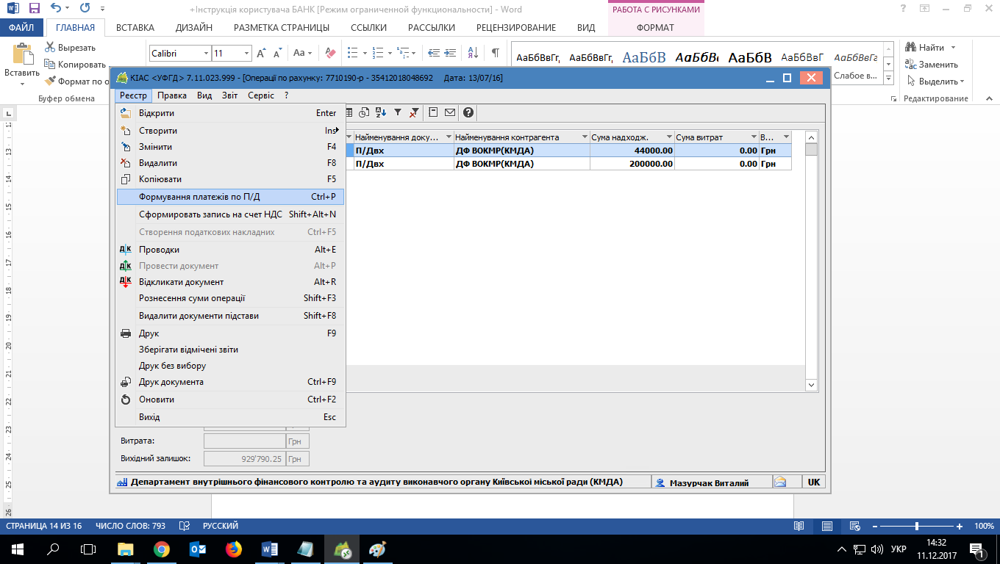 +Інструкція користувача БАНК [Режим ограниченной функциональности] - Word
РАБОТА С РИСУНКАМИ
ФАЙЛ ГЛАВНАЯ ВСТАВКА ДИЗАЙН РАЗМЕТКА СТРАНИЦЫ ССЫЛКИ РАССЫЛКИ РЕЦЕНЗИРОВАНИЕ ВИД ФОРМАТ
Вставить
Вырезать
Копировать
Формат по о
Буфер обмена
Calibri 11
АаБбВвГг, АаБбВвГг, АаБбВ АаБбВв АаБбВ АаБбВвГ АаБбВвГг
Слабое в...
Найти
Заменить
Выделить
Редактирование
КІАС <УФГД> 7.11.023.999 - [Операції по рахунку: 7710190-р - 35412018048692 Дата: 13/07/16]
Реєстр Правка Вид Звіт Сервіс ?
Відкрити Enter
Створити Ins
Змінити F4
Видалити F8
Копіювати F5
Формування платежів по П/Д Ctrl+P
Сформировать запись на счет НДС Shift+Alt+N
Створення податкових накладних Ctrl+F5
Проводки Alt+E
Провести документ Alt+P
Відкликати документ Alt+R
Рознесення суми операції Shift+F3
Видалити документи підстави Shift+F8
Друк F9
Зберігати відмічені звіти
Друк без вибору
Друк документа Ctrl+F9
Оновити Ctrl+F2
Вихід Esc
Найменування доку... Найменування контрагента Сума надходж. Сума витрат В...
П/Двх ДФ ВОКМР(КМДА) 44000.00 0.00 Грн
П/Двх ДФ ВОКМР(КМДА) 200000.00 0.00 Грн
Витрата: Грн
Вихідний залишок: 929'790.25 Грн
Департамент внутрішнього фінансового контролю та аудиту виконавчого органу Київської міської ради (КМДА) Мазурчак Виталий UK
СТРАНИЦА 14 ИЗ 16 ЧИСЛО СЛОВ: 793 РУССКИЙ 100%
УКР
14:32
11.12.2017
1